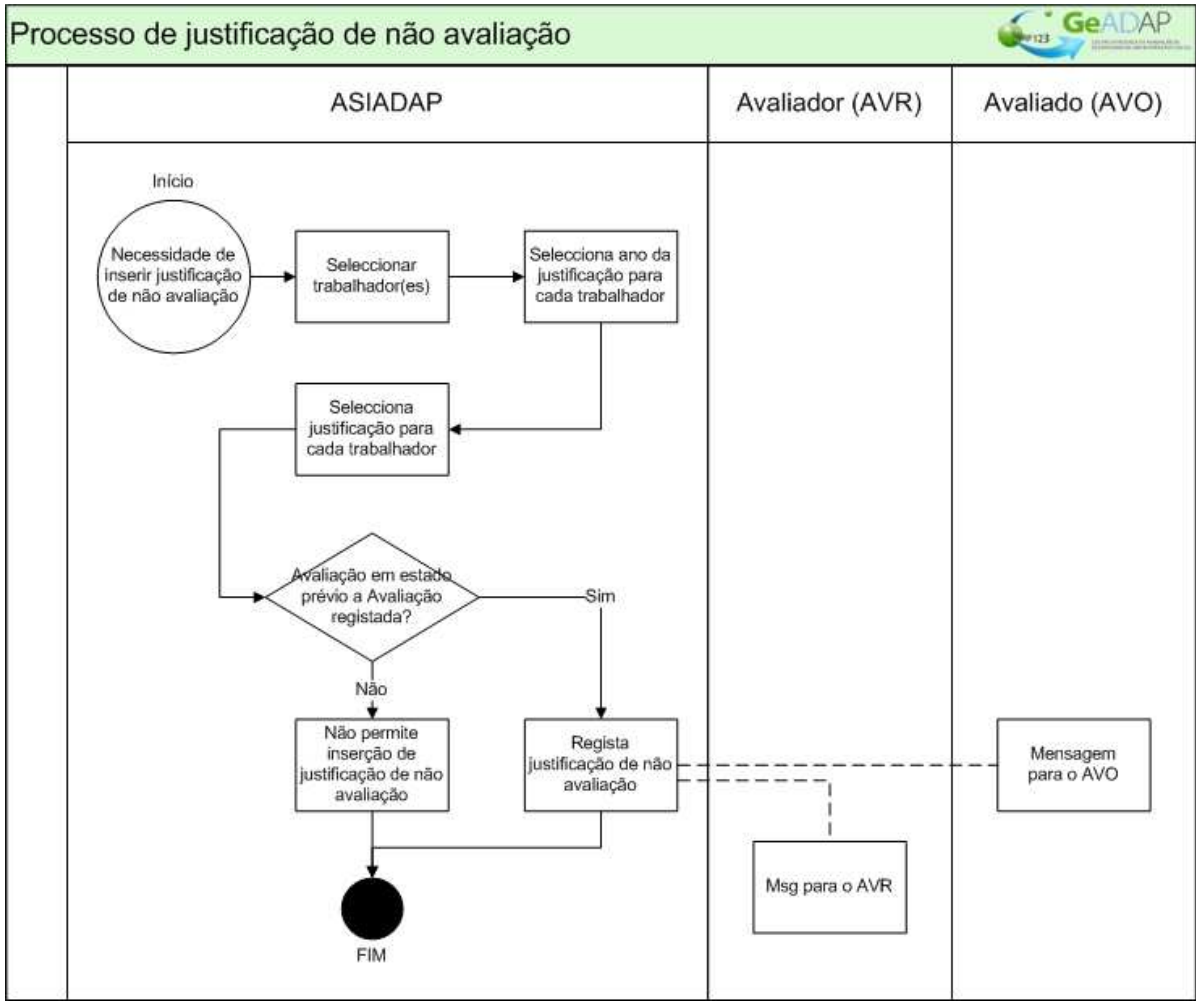 Processo de justificação de não avaliação
GeADAP
ASIADAP
Avaliador (AVR)
Avaliado (AVO)
Início
Necessidade de
inserir justificação
de não avaliação
Seleccionar
trabalhador(es)
Selecciona ano da
justificação para
cada trabalhador
Selecciona
justificação para
cada trabalhador
Avaliação em estado
prévio a Avaliação
registada?
Sim
Não
Não permite
inserção de
justificação de não
avaliação
Regista
justificação de não
avaliação
Mensagem
para o AVO
Msg para o AVR
FIM